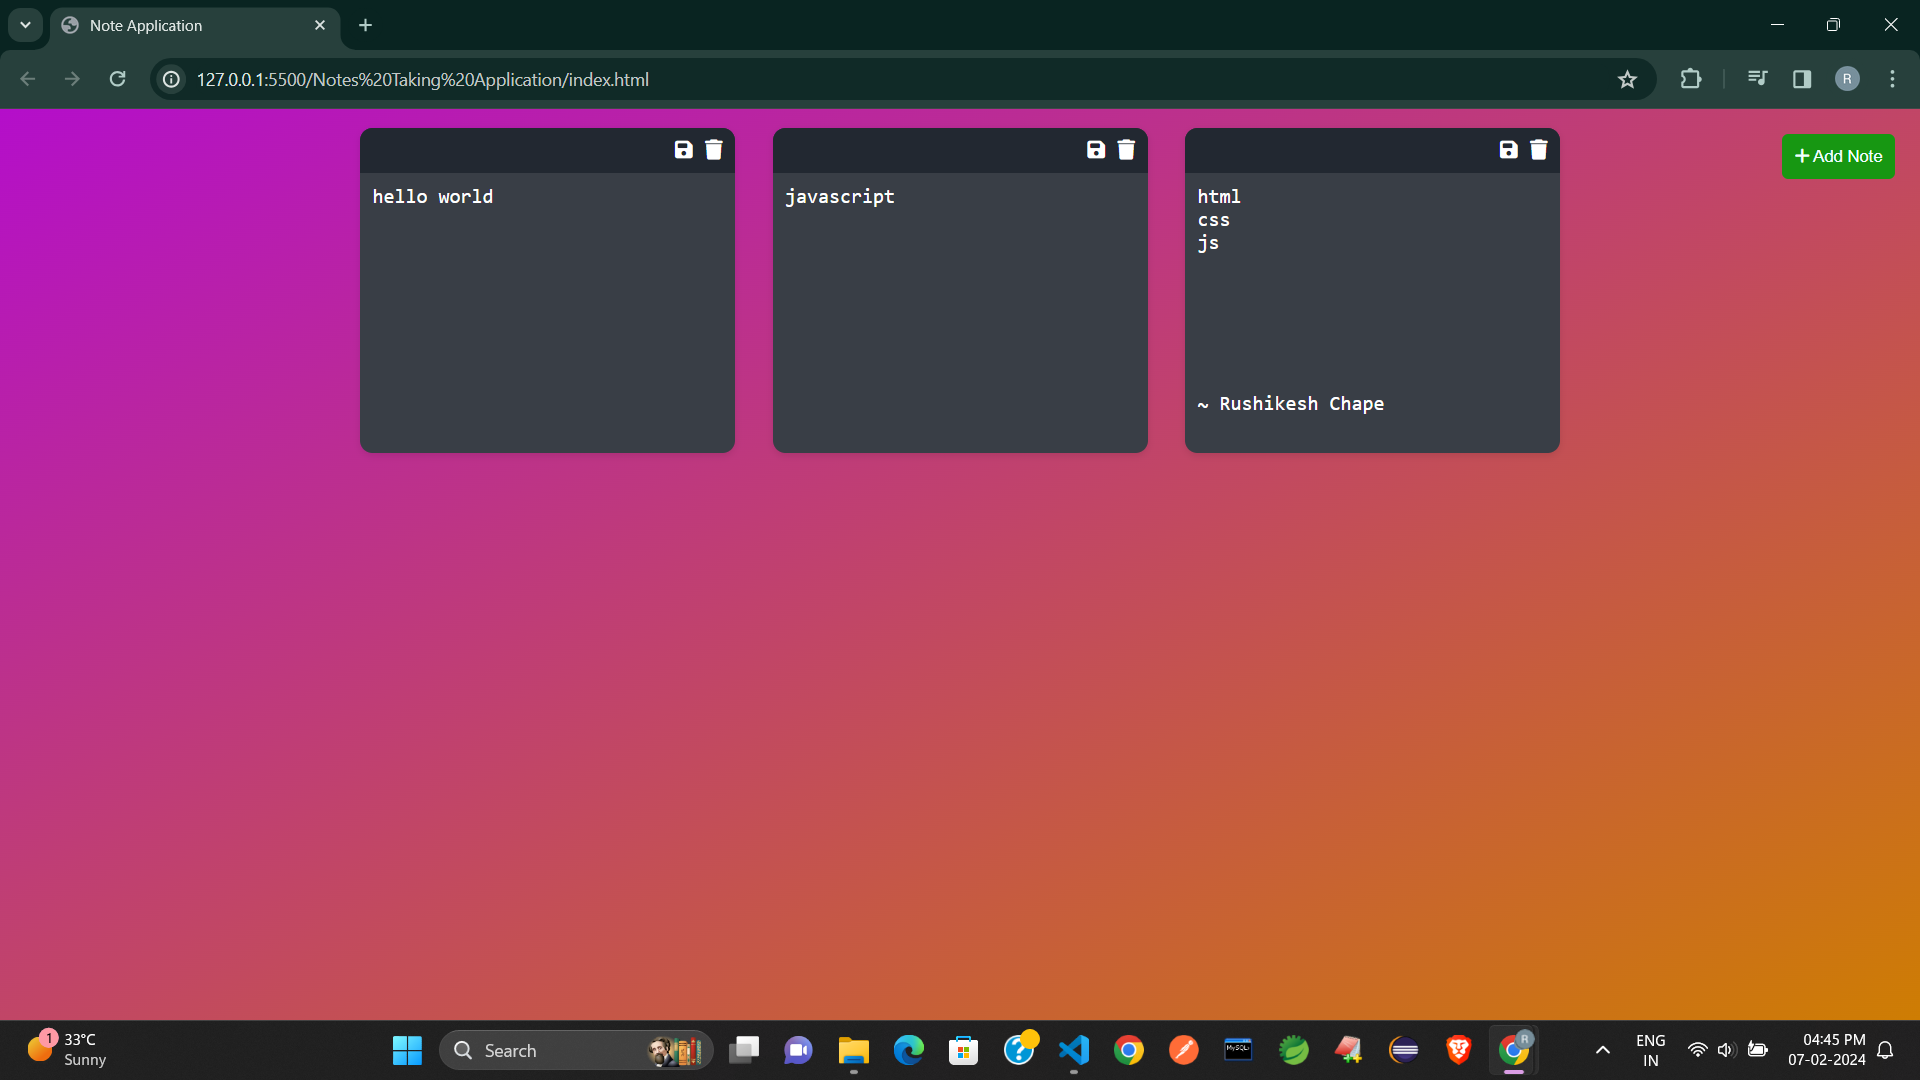 Note Application
127.0.0.1:5500/Notes%20Taking%20Application/index.html
R
Add Note
hello world
javascript
html
css
js
~ Rushikesh Chape
1
33°C
Sunny
Search
MySQL
R
ENG
IN
04:45 PM
07-02-2024